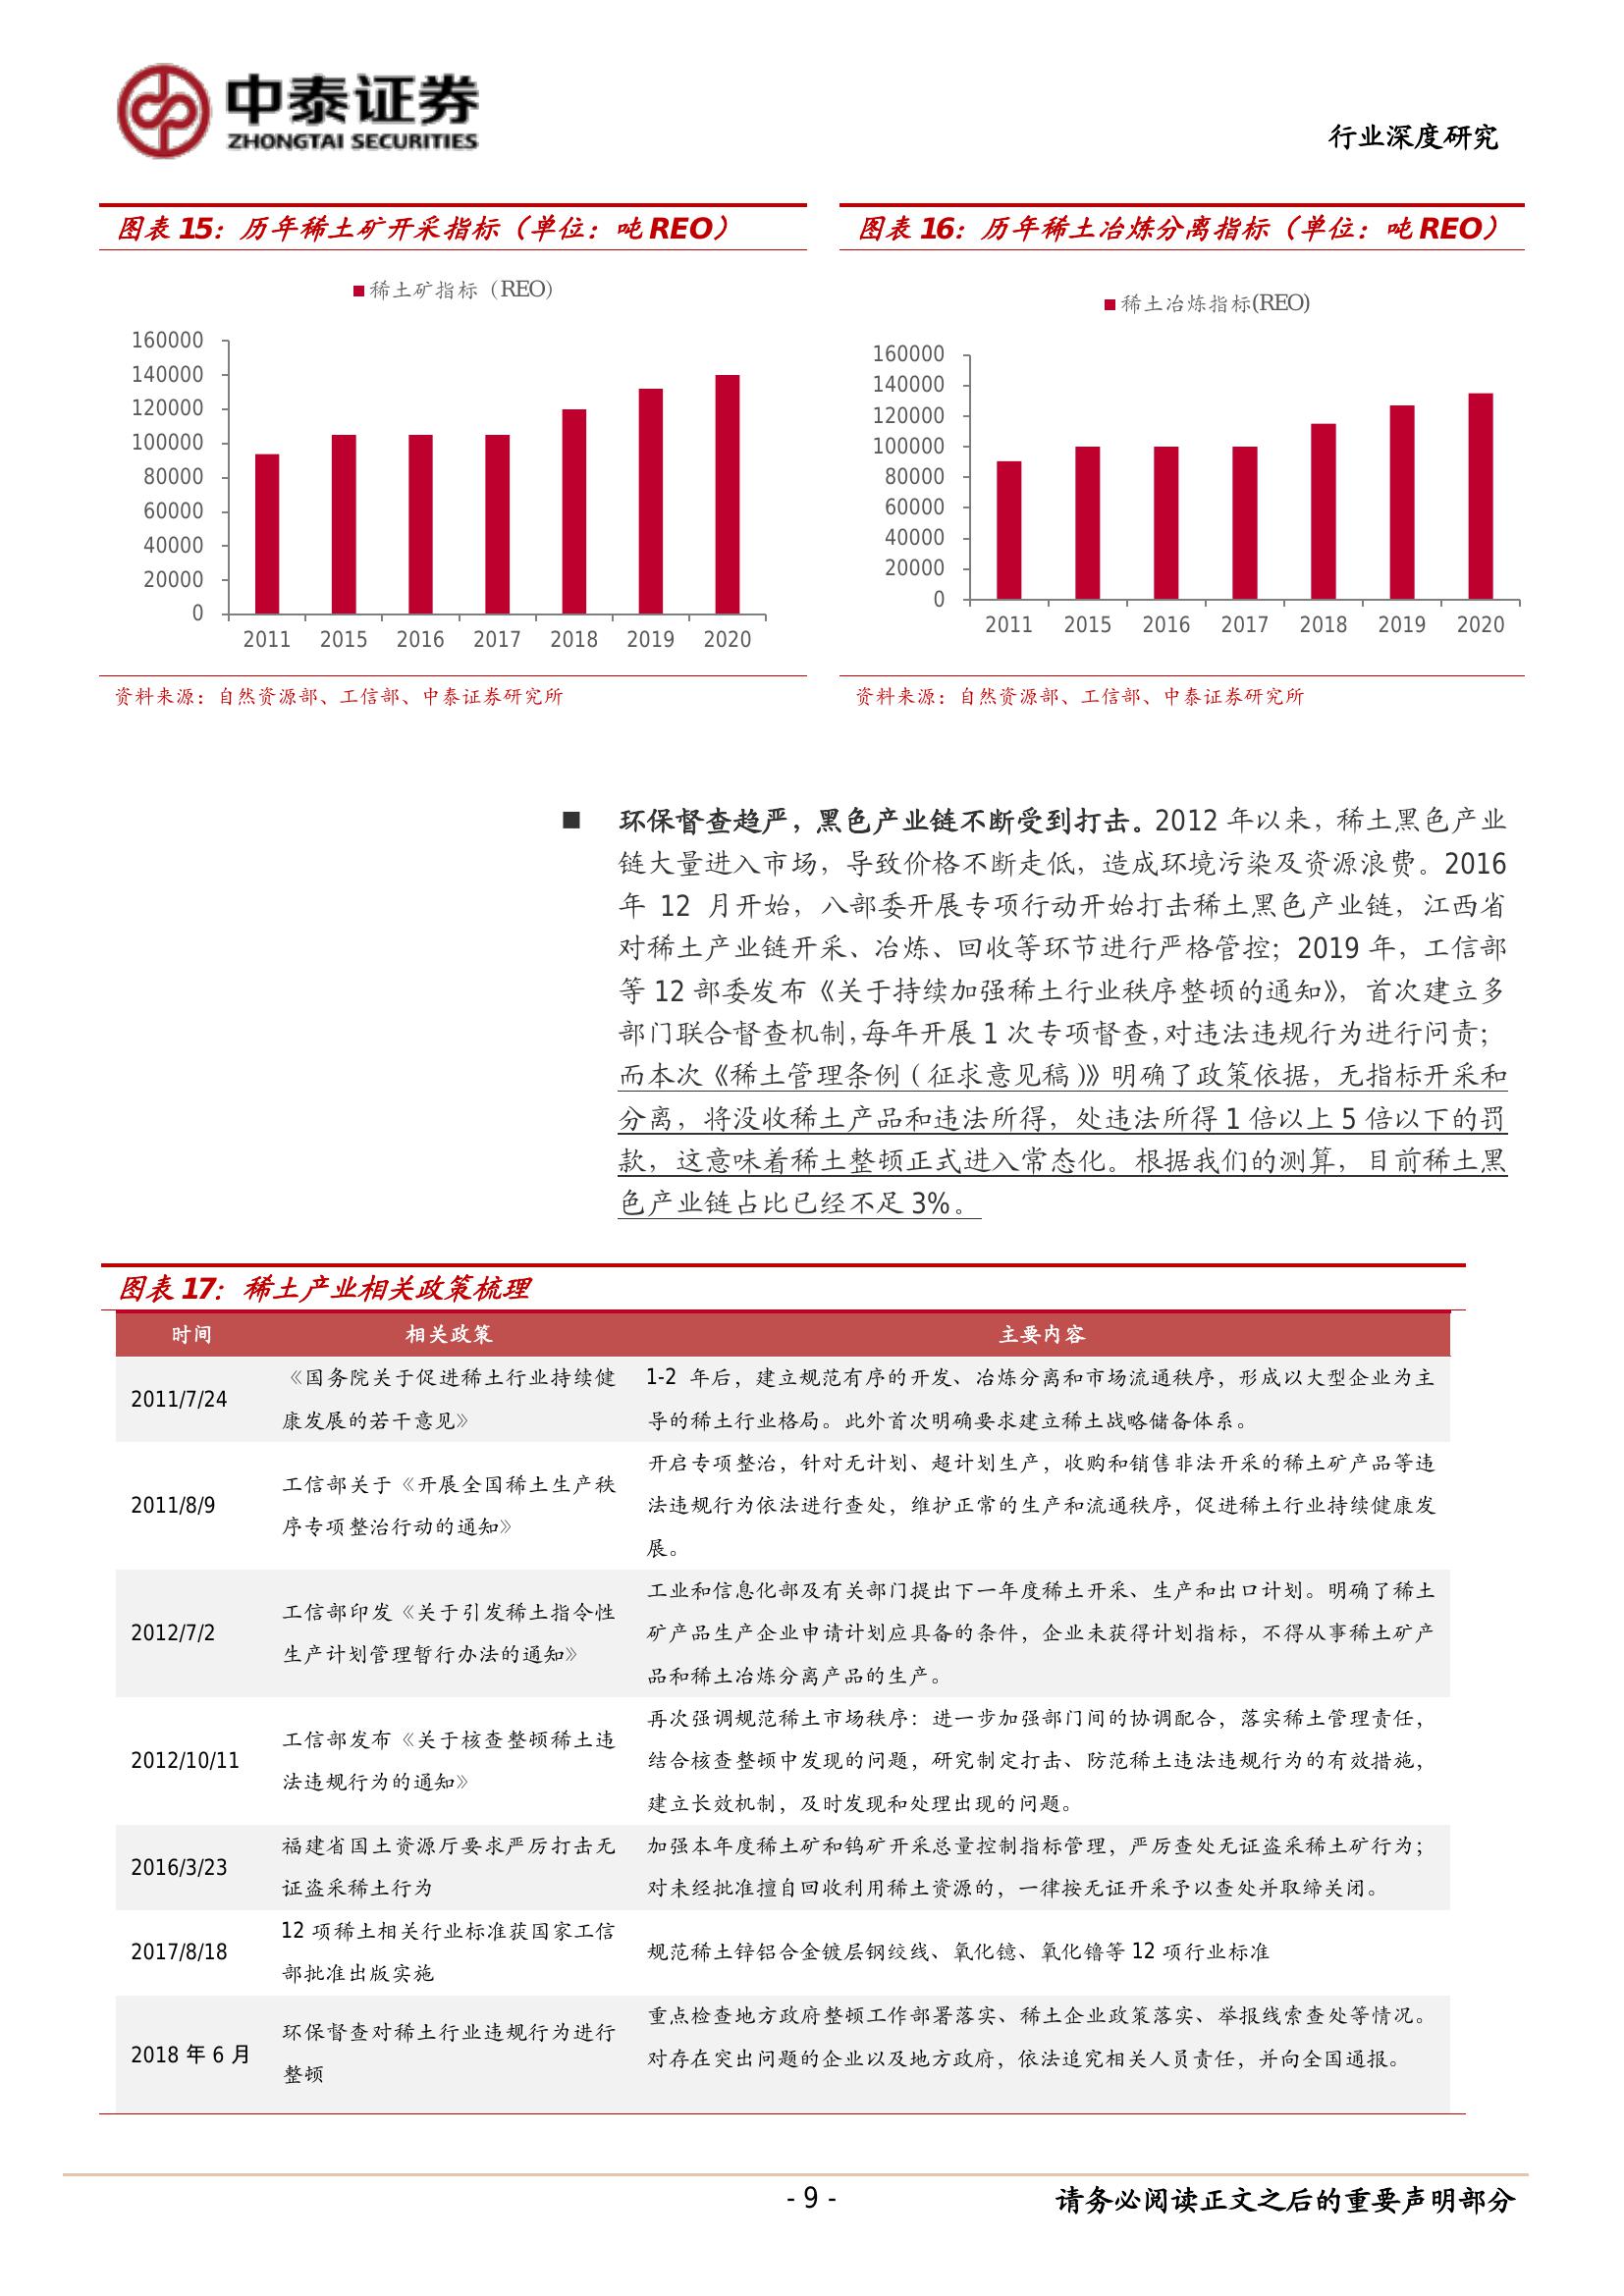 中泰证券
ZHONGTAI SECURITIES
行业深度研究
图表 15：历年稀土矿开采指标（单位：吨 REO）
稀土矿指标（REO）
160000
140000
120000
100000
80000
60000
40000
20000
0
2011 2015 2016 2017 2018 2019 2020
资料来源：自然资源部、工信部、中泰证券研究所
图表 16：历年稀土冶炼分离指标（单位：吨 REO）
稀土冶炼指标(REO)
160000
140000
120000
100000
80000
60000
40000
20000
0
2011 2015 2016 2017 2018 2019 2020
资料来源：自然资源部、工信部、中泰证券研究所
■ 环保督查趋严，黑色产业链不断受到打击。2012 年以来，稀土黑色产业
链大量进入市场，导致价格不断走低，造成环境污染及资源浪费。2016
年 12 月开始，八部委开展专项行动开始打击稀土黑色产业链，江西省
对稀土产业链开采、冶炼、回收等环节进行严格管控；2019 年，工信部
等 12 部委发布《关于持续加强稀土行业秩序整顿的通知》，首次建立多
部门联合督查机制，每年开展 1 次专项督查，对违法违规行为进行问责；
而本次《稀土管理条例（征求意见稿）》明确了政策依据，无指标开采和
分离，将没收稀土产品和违法所得，处违法所得 1 倍以上 5 倍以下的罚
款，这意味着稀土整顿正式进入常态化。根据我们的测算，目前稀土黑
色产业链占比已经不足 3%。
图表 17：稀土产业相关政策梳理
时间 相关政策 主要内容
2011/7/24
《国务院关于促进稀土行业持续健
康发展的若干意见》
1-2 年后，建立规范有序的开发、冶炼分离和市场流通秩序，形成以大型企业为主
导的稀土行业格局。此外首次明确要求建立稀土战略储备体系。
2011/8/9
工信部关于《开展全国稀土生产秩
序专项整治行动的通知》
开启专项整治，针对无计划、超计划生产，收购和销售非法开采的稀土矿产品等违
法违规行为依法进行查处，维护正常的生产和流通秩序，促进稀土行业持续健康发
展。
2012/7/2
工信部印发《关于引发稀土指令性
生产计划管理暂行办法的通知》
工业和信息化部及有关部门提出下一年度稀土开采、生产和出口计划。明确了稀土
矿产品生产企业申请计划应具备的条件，企业未获得计划指标，不得从事稀土矿产
品和稀土冶炼分离产品的生产。
2012/10/11
工信部发布《关于核查整顿稀土违
法违规行为的通知》
再次强调规范稀土市场秩序：进一步加强部门间的协调配合，落实稀土管理责任，
结合核查整顿中发现的问题，研究制定打击、防范稀土违法违规行为的有效措施，
建立长效机制，及时发现和处理出现的问题。
2016/3/23
福建省国土资源厅要求严厉打击无
证盗采稀土行为
加强本年度稀土矿和钨矿开采总量控制指标管理，严厉查处无证盗采稀土矿行为；
对未经批准擅自回收利用稀土资源的，一律按无证开采予以查处并取缔关闭。
2017/8/18
12 项稀土相关行业标准获国家工信
部批准出版实施
规范稀土锌铝合金镀层钢绞线、氧化镱、氧化镥等 12 项行业标准
2018 年 6 月
环保督查对稀土行业违规行为进行
整顿
重点检查地方政府整顿工作部署落实、稀土企业政策落实、举报线索查处等情况。
对存在突出问题的企业以及地方政府，依法追究相关人员责任，并向全国通报。
- 9 -
请务必阅读正文之后的重要声明部分